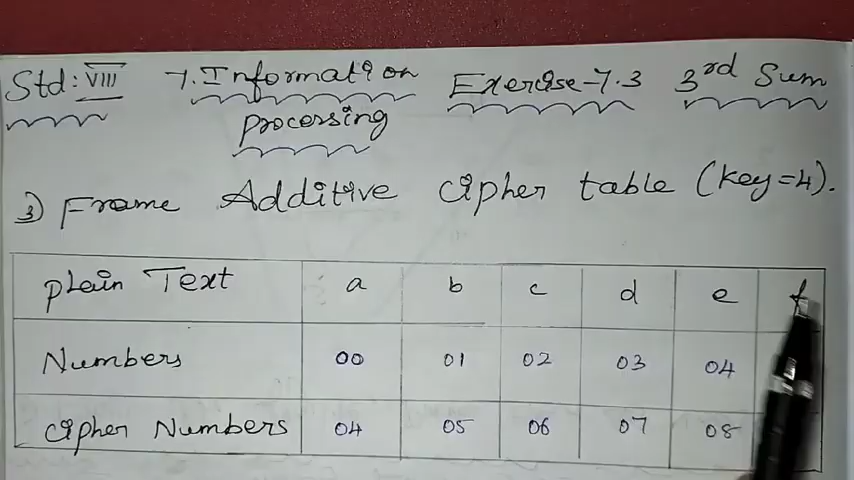 Std: VIII 7. Information Exercise-7.3 3rd Sum
processing
3) Frame Additive Cipher table (key=4).
Plain Text a b c d e f
Numbers 00 01 02 03 04
Cipher Numbers 04 05 06 07 08